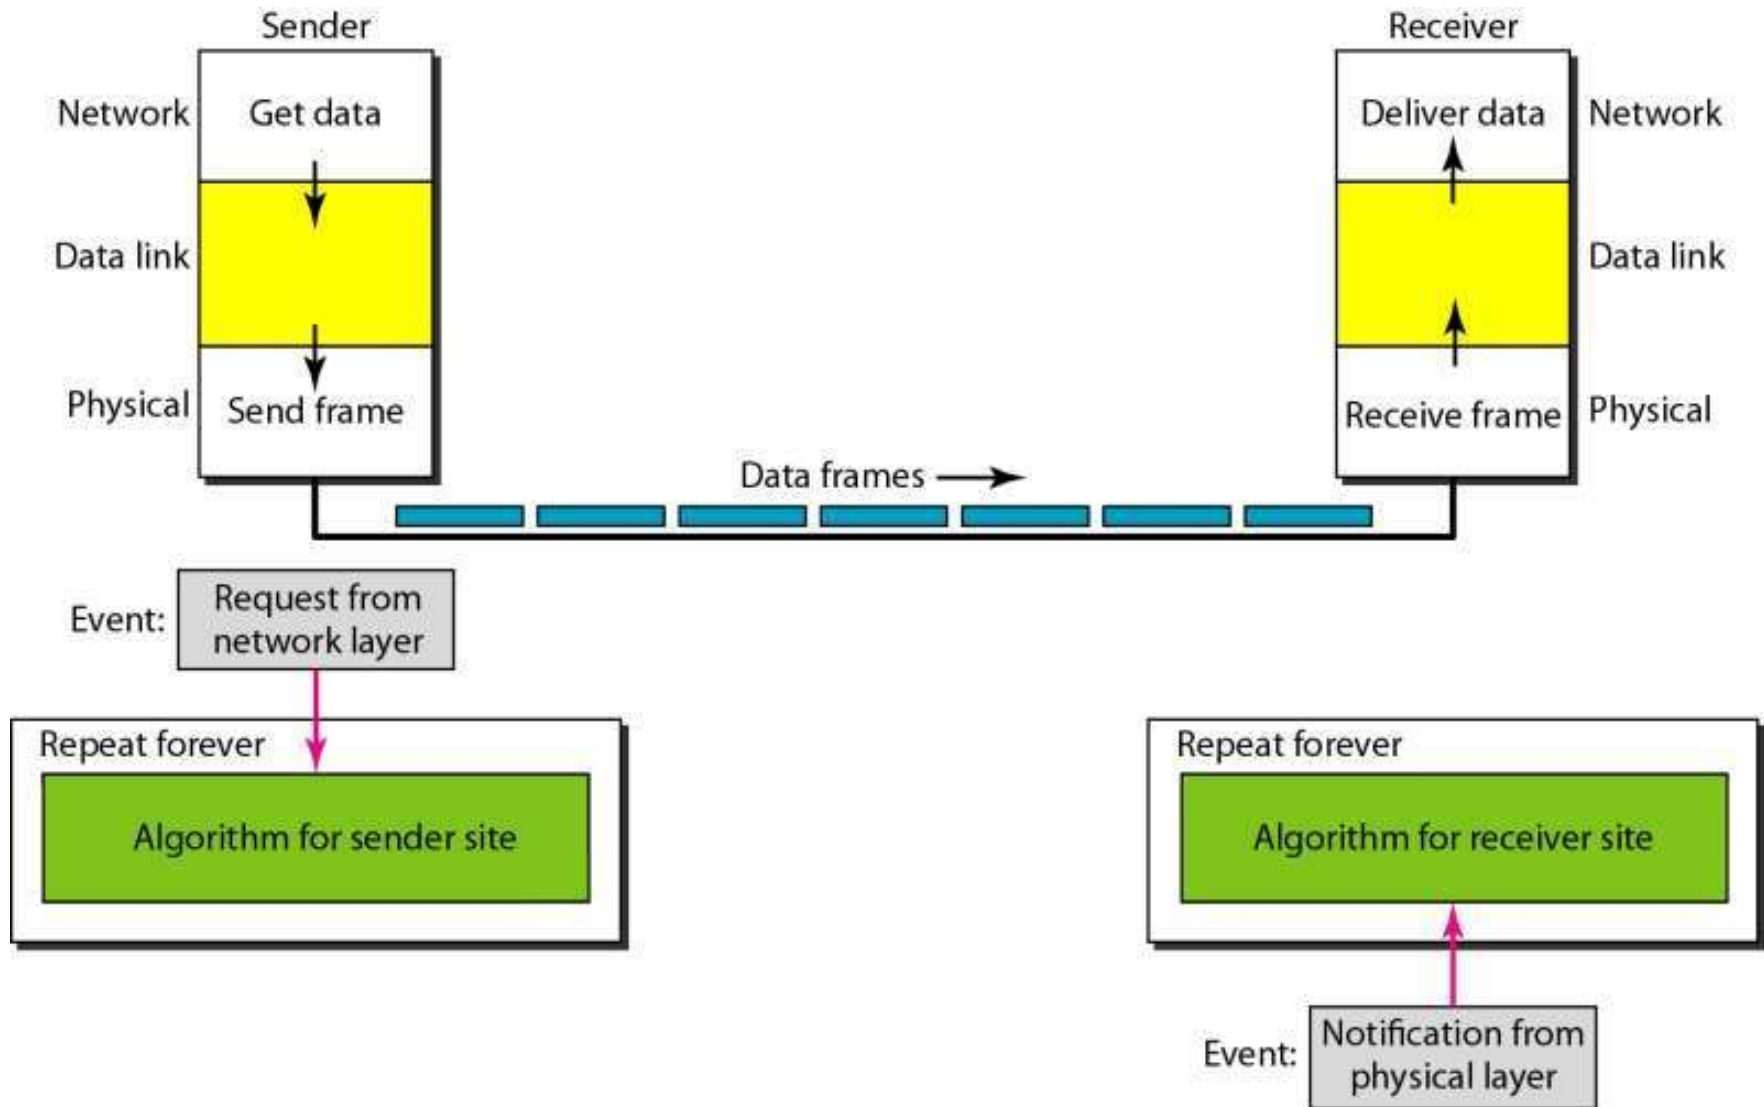 Sender
Receiver
Network
Get data
Deliver data
Network
Data link
Data link
Physical
Send frame
Receive frame
Physical
Data frames
Event:
Request from
network layer
Repeat forever
Algorithm for sender site
Repeat forever
Algorithm for receiver site
Event:
Notification from
physical layer